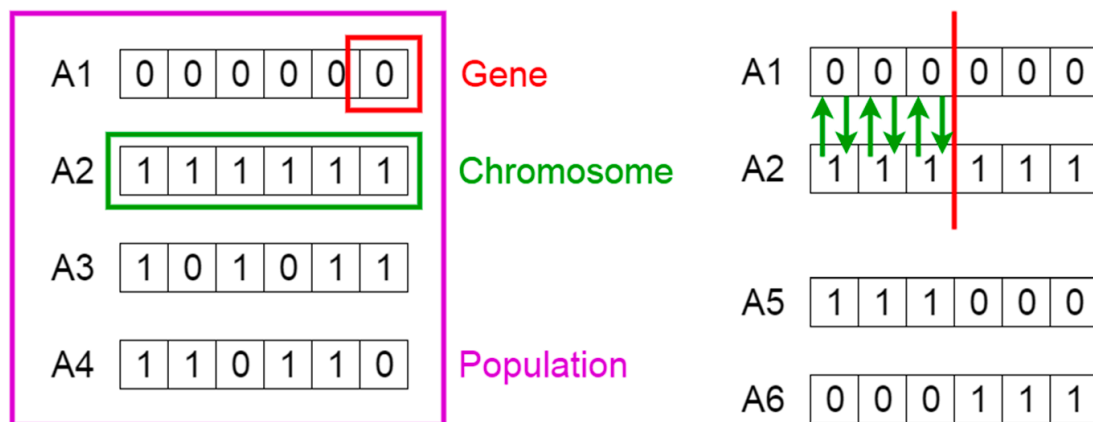 A1 0 0 0 0 0 0 Gene
A2 1 1 1 1 1 1 Chromosome
A3 1 0 1 0 1 1
A4 1 1 0 1 1 0 Population
A1 0 0 0 0 0 0
A2 1 1 1 1 1 1
A5 1 1 1 0 0 0
A6 0 0 0 1 1 1